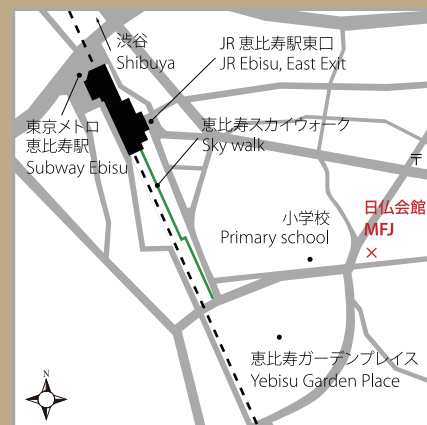 渋谷
Shibuya
JR 恵比寿駅東口
JR Ebisu, East Exit
東京メトロ
恵比寿駅
Subway Ebisu
恵比寿スカイウォーク
Sky walk
〒
日仏会館
MFJ
×
小学校
Primary school
恵比寿ガーデンプレイス
Yebisu Garden Place
N